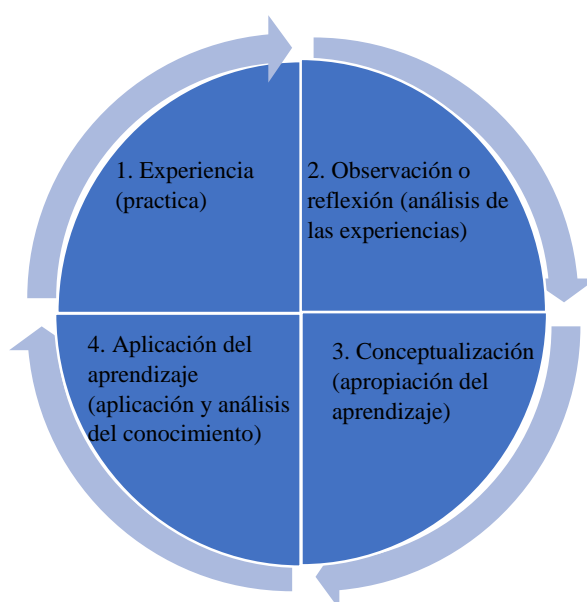 1. Experiencia
(practica)
2. Observación o
reflexión (análisis de
las experiencias)
3. Conceptualización
(apropiación del
aprendizaje)
4. Aplicación del
aprendizaje
(aplicación y análisis
del conocimiento)